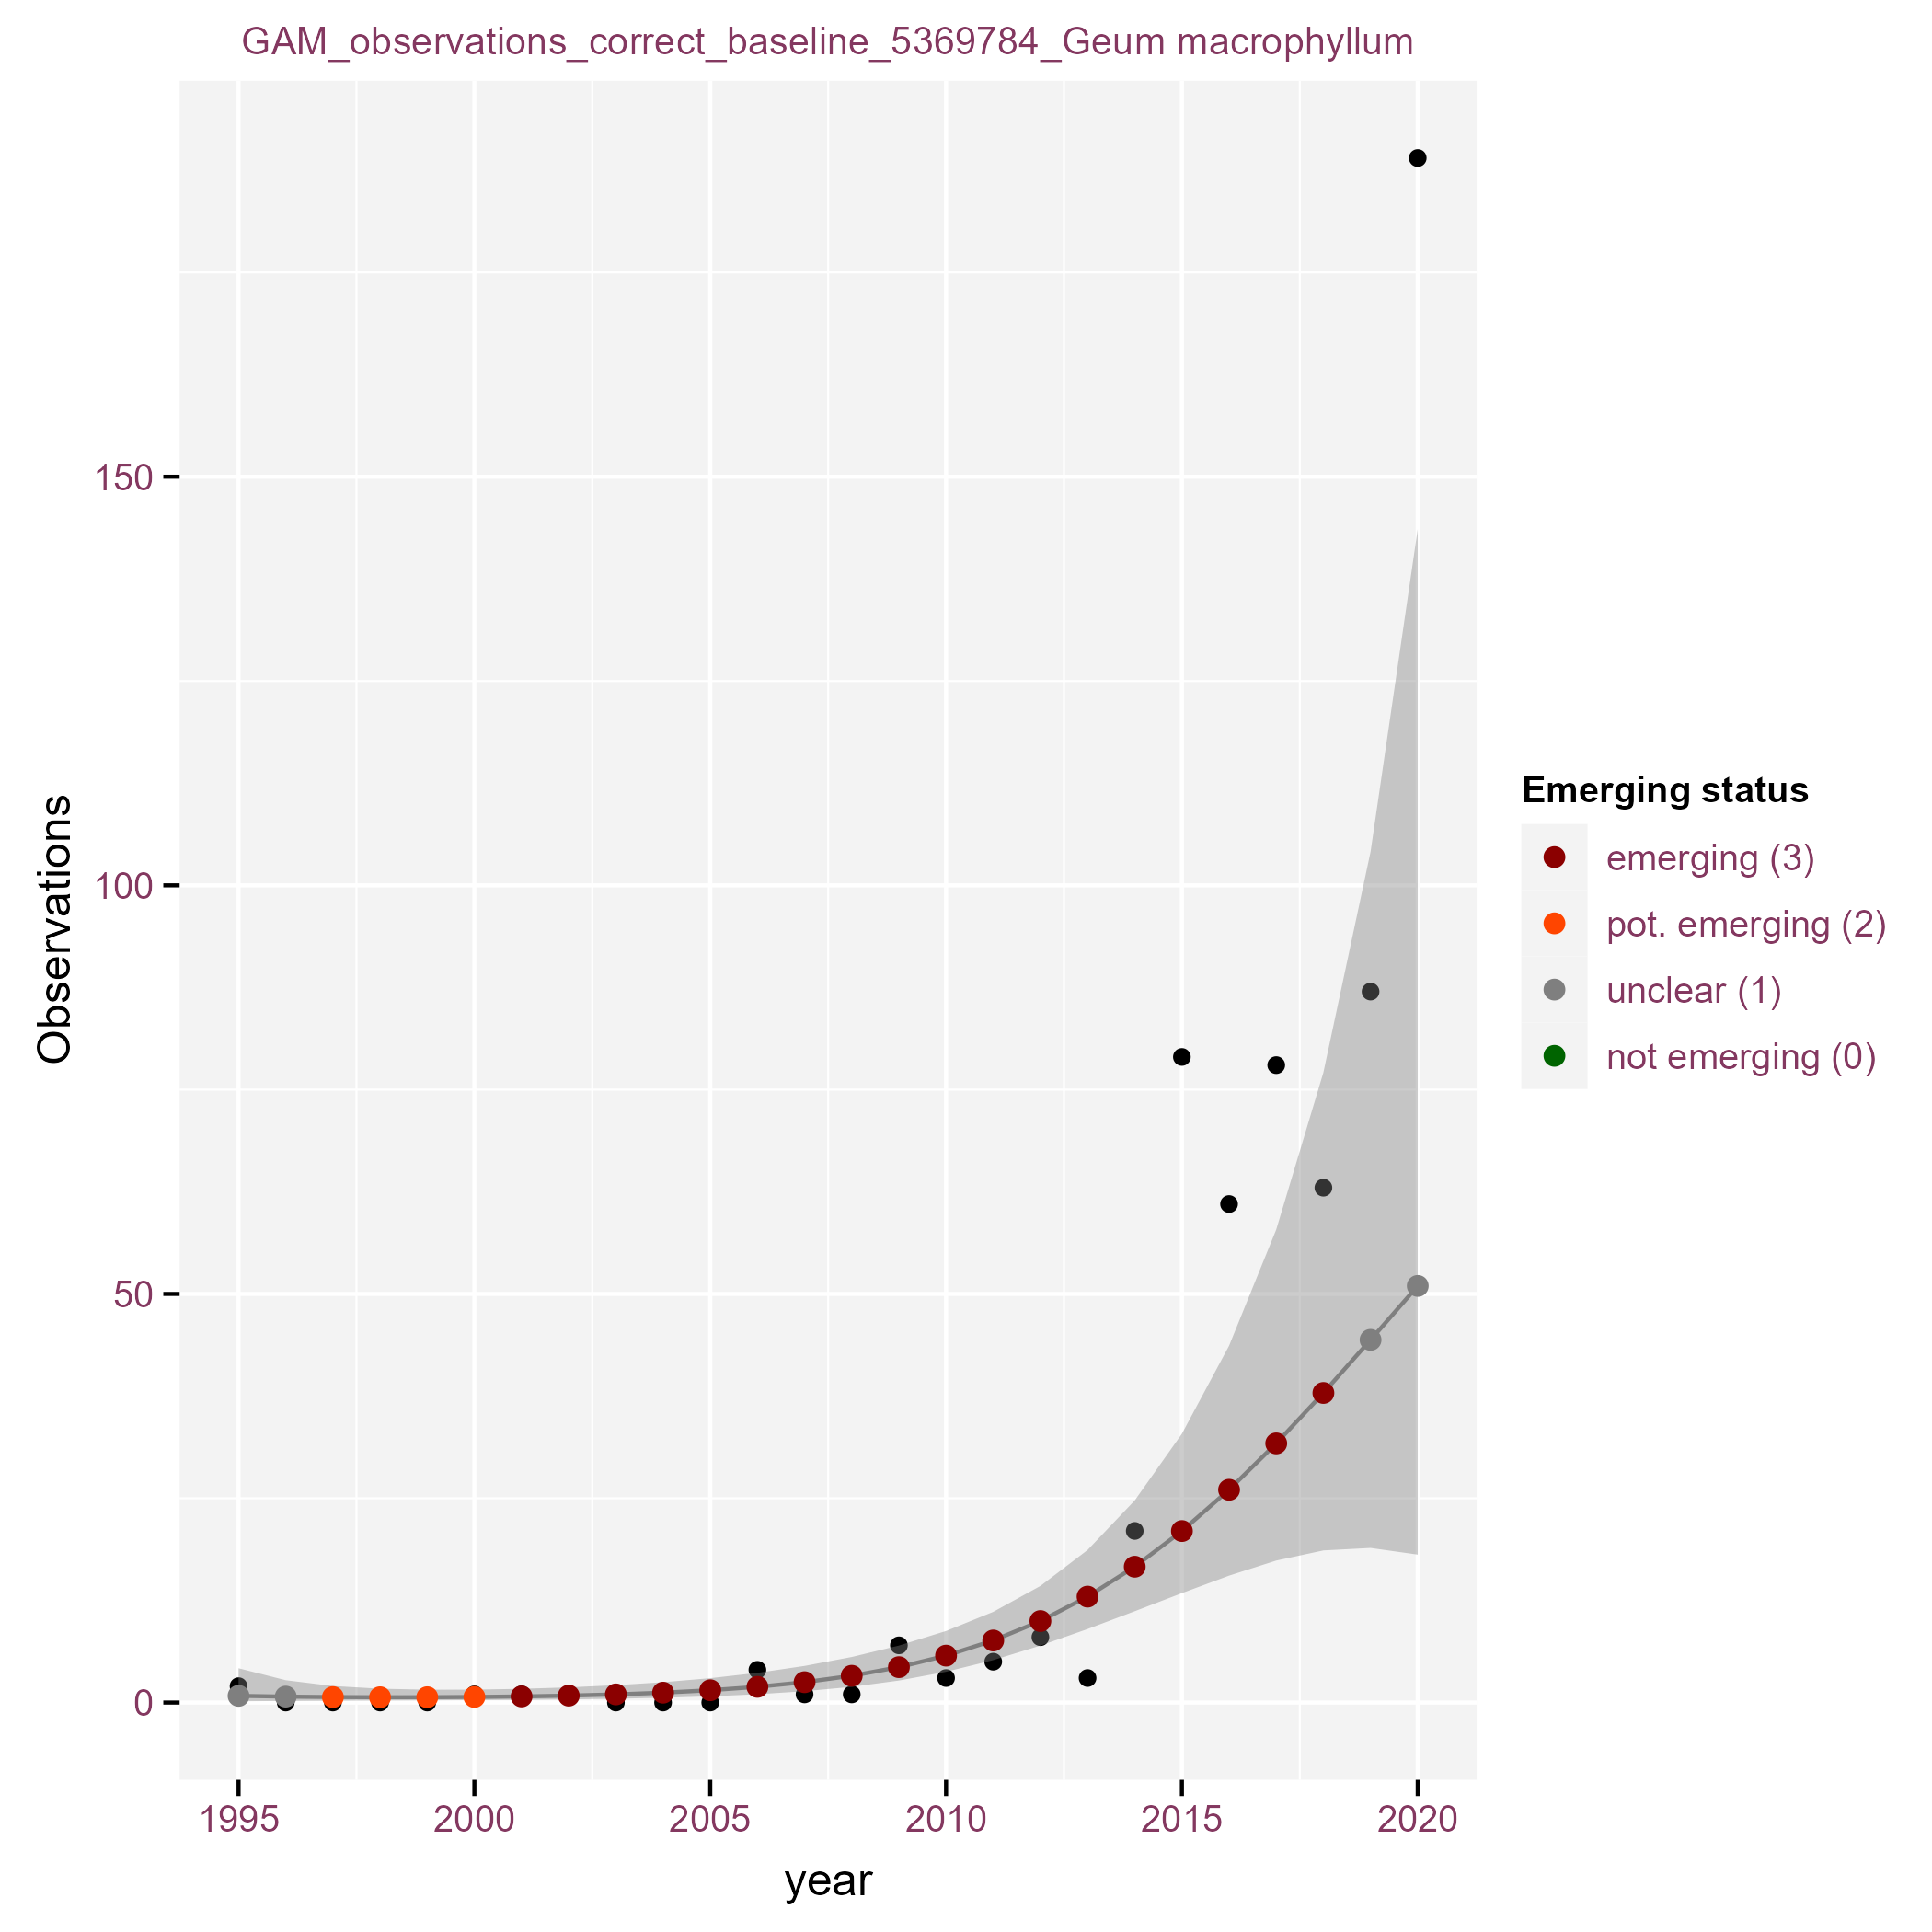 GAM_observations_correct_baseline_5369784_Geum macrophyllum
Observations
150
100
50
0
1995 2000 2005 2010 2015 2020
year
Emerging status
emerging (3)
pot. emerging (2)
unclear (1)
not emerging (0)